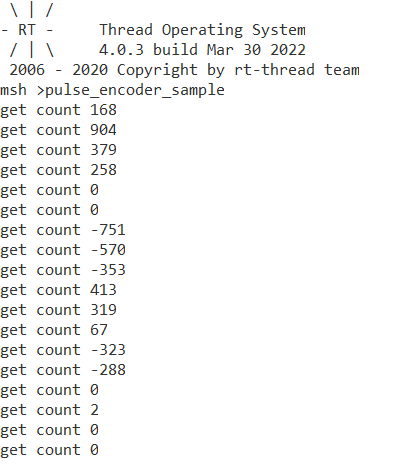 \ | /
- RT -     Thread Operating System
 / | \     4.0.3 build Mar 30 2022
 2006 - 2020 Copyright by rt-thread team
msh >pulse_encoder_sample
get count 168
get count 904
get count 379
get count 258
get count 0
get count 0
get count -751
get count -570
get count -353
get count 413
get count 319
get count 67
get count -323
get count -288
get count 0
get count 2
get count 0
get count 0